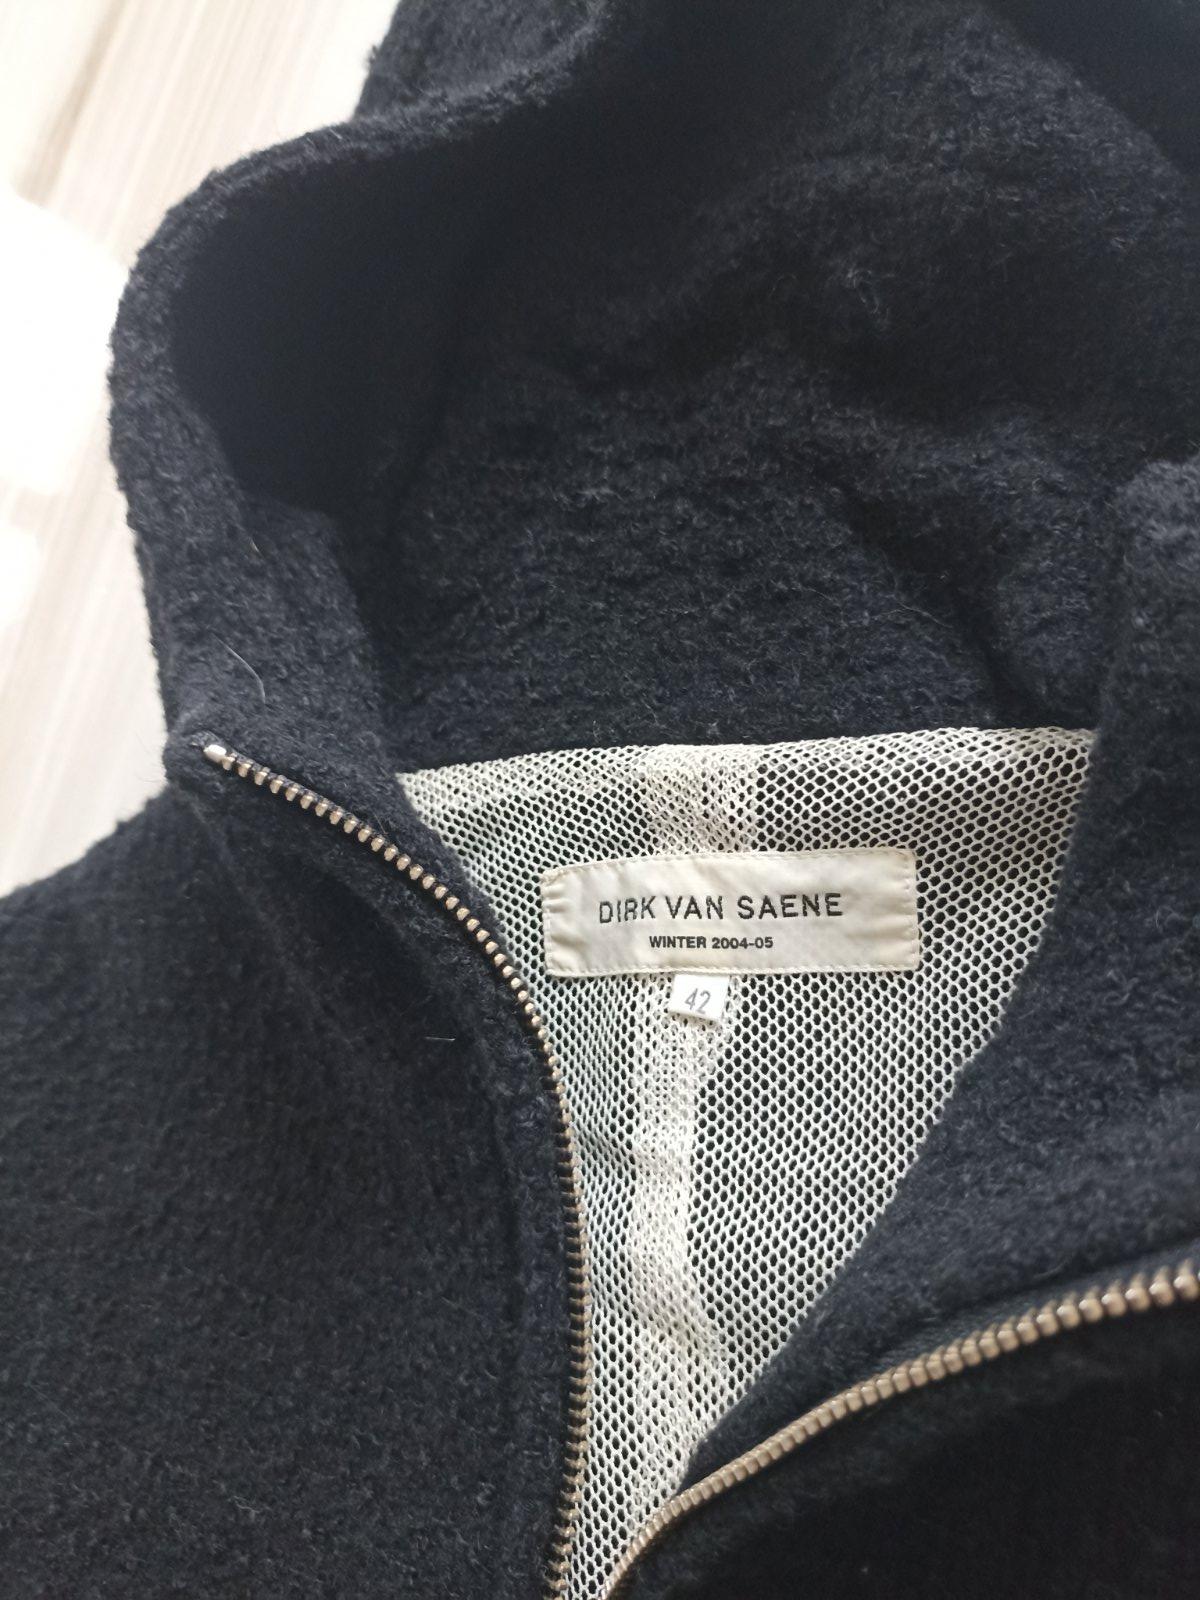 DIRK VAN SAENE
WINTER 2004-05
42